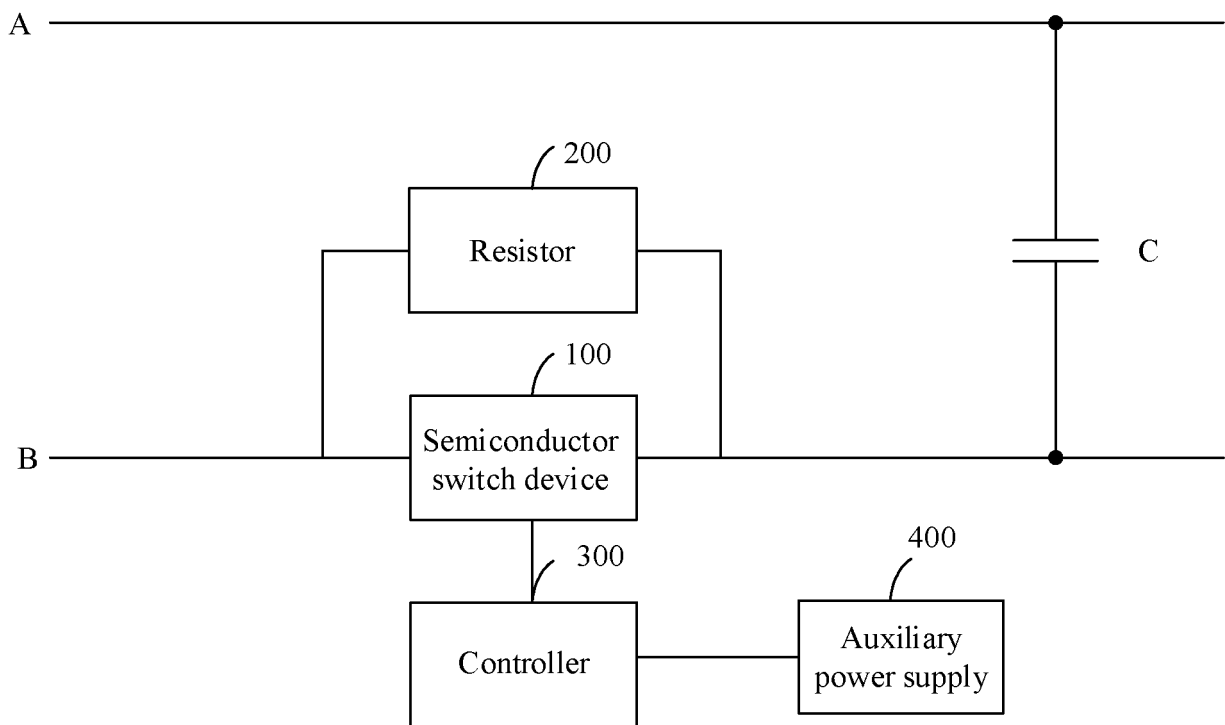 A
200
Resistor
C
100
B
Semiconductor
switch device
300
400
Controller
Auxiliary
power supply